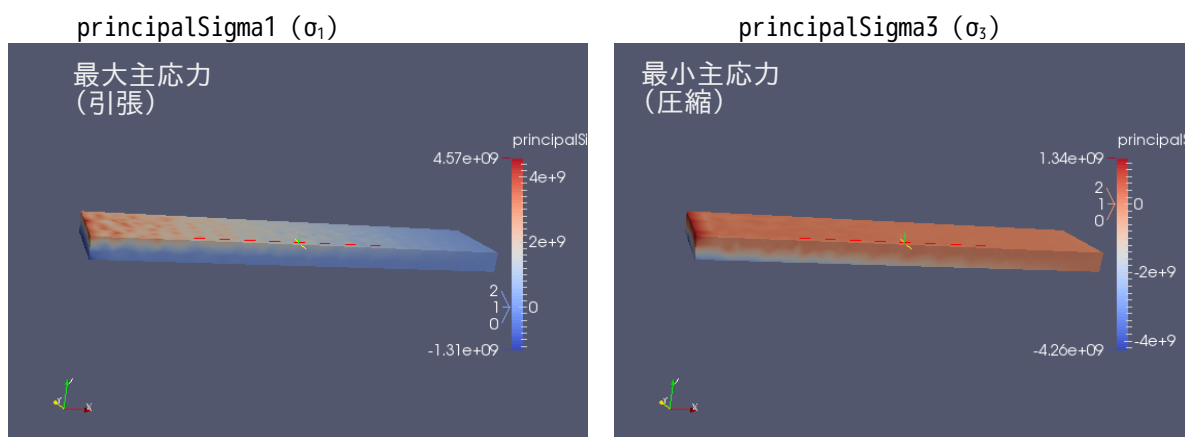 principalSigma1 (σ₁)
最大主応力
(引張)
principalSi
4.57e+09
4e+9
2e+9
2
1
0
0
-1.31e+09
Y
X
principalSigma3 (σ₃)
最小主応力
(圧縮)
principalS
1.34e+09
2
1
0
0
-2e+9
-4e+9
-4.26e+09
Y
X